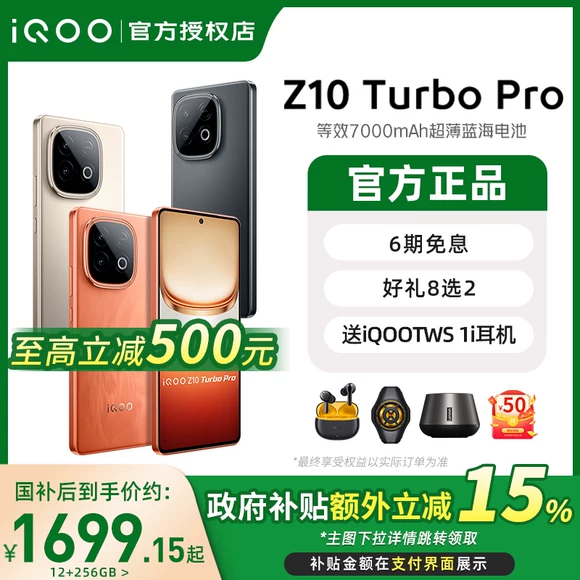 iQOO | 官方授权店
Z10 Turbo Pro
等效7000mAh超薄蓝海电池
官方正品
6期免息
好礼8选2
送iQOOTWS 1i耳机
至高立减500元
iQOO Z10 Turbo Pro
iQOO
¥50
*最终享受权益以实际订单为准
国补后到手价约:
¥1699.15起
12+256GB >
政府补贴额外立减15%
*主图下拉详情跳转领取
补贴金额在支付界面展示